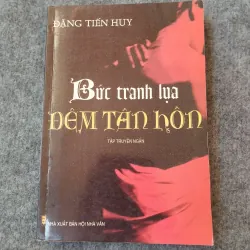 ĐẶNG TIẾN HUY
Bức tranh lụa
ĐÊM TÂN HÔN
TẬP TRUYỆN NGẮN
NHÀ XUẤT BẢN HỘI NHÀ VĂN